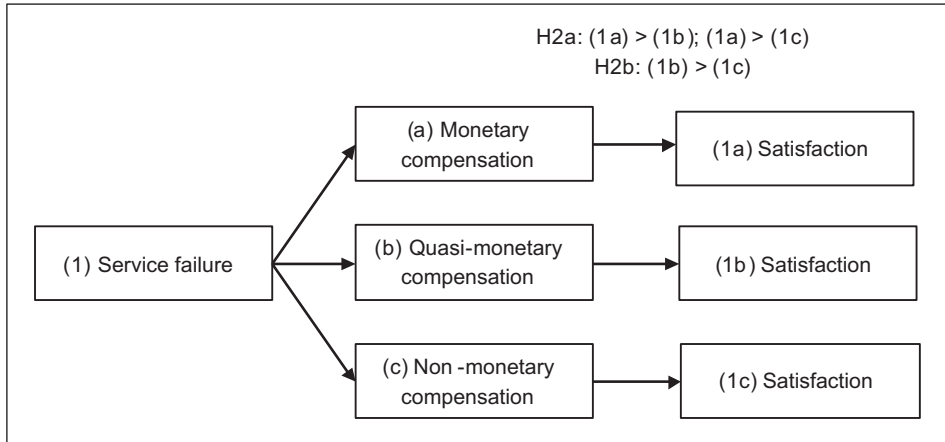 H2a: (1a) > (1b); (1a) > (1c)
H2b: (1b) > (1c)
(a) Monetary
compensation
(1a) Satisfaction
(1) Service failure
(b) Quasi-monetary
compensation
(1b) Satisfaction
(c) Non -monetary
compensation
(1c) Satisfaction